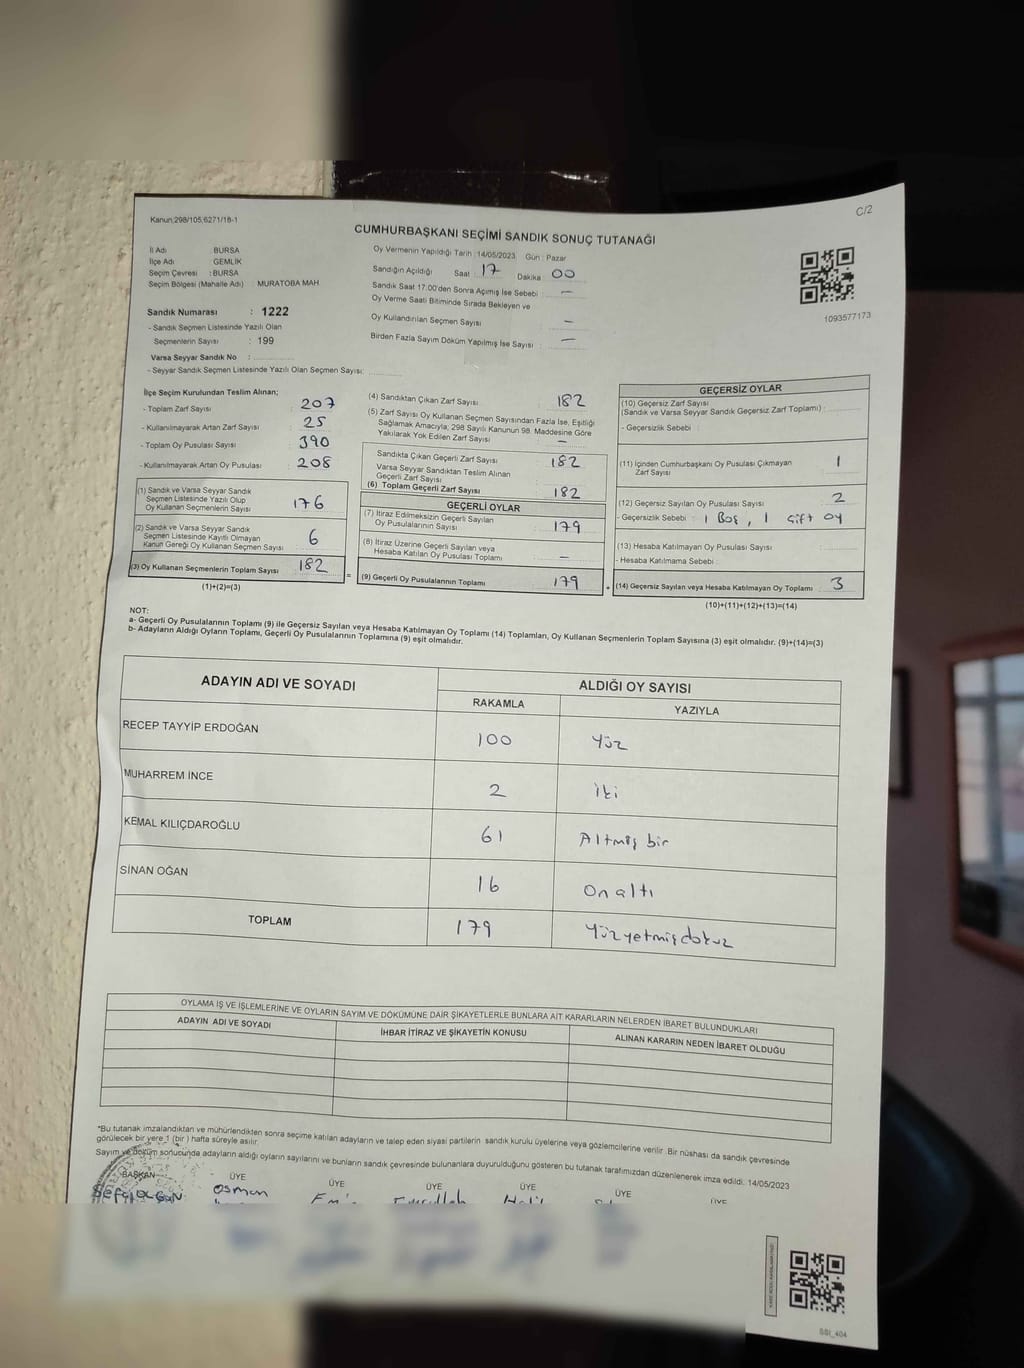 C/2
Kanun:298/105,6271/18-1
CUMHURBAŞKANI SEÇİMİ SANDIK SONUÇ TUTANAĞI
İl Adı BURSA
İlçe Adı GEMLİK
Seçim Çevresi : BURSA
Seçim Bölgesi (Mahalle Adı) : MURATOBA MAH
Sandık Numarası : 1222
- Sandık Seçmen Listesinde Yazılı Olan
Seçmenlerin Sayısı : 199
Varsa Seyyar Sandık No :
- Seyyar Sandık Seçmen Listesinde Yazılı Olan Seçmen Sayısı:
Oy Vermenin Yapıldığı Tarih : 14/05/2023 Gün : Pazar
Sandığın Açıldığı Saat : 17 Dakika : 00
Sandık Saat 17:00'den Sonra Açımış İse Sebebi : —
Oy Verme Saati Bitiminde Sırada Bekleyen ve
Oy Kullandırılan Seçmen Sayısı : —
Birden Fazla Sayım Döküm Yapılmış İse Sayısı : —
1093577173
İlçe Seçim Kurulundan Teslim Alınan;
- Toplam Zarf Sayısı : 207
- Kullanılmayarak Artan Zarf Sayısı : 25
- Toplam Oy Pusulası Sayısı : 390
- Kullanılmayarak Artan Oy Pusulası : 208
(1) Sandık ve Varsa Seyyar Sandık
Seçmen Listesinde Yazılı Olup
Oy Kullanan Seçmenlerin Sayısı 176
(2) Sandık ve Varsa Seyyar Sandık
Seçmen Listesinde Kayıtlı Olmayan
Kanun Gereği Oy Kullanan Seçmen Sayısı 6
(3) Oy Kullanan Seçmenlerin Toplam Sayısı 182
(1)+(2)=(3)
=
(4) Sandıktan Çıkan Zarf Sayısı : 182
(5) Zarf Sayısı Oy Kullanan Seçmen Sayısından Fazla İse, Eşitliği
Sağlamak Amacıyla; 298 Sayılı Kanunun 98. Maddesine Göre
Yakılarak Yok Edilen Zarf Sayısı : —
Sandıkta Çıkan Geçerli Zarf Sayısı : 182
Varsa Seyyar Sandıktan Teslim Alınan
Geçerli Zarf Sayısı :
(6) Toplam Geçerli Zarf Sayısı 182
GEÇERLİ OYLAR
(7) İtiraz Edilmeksizin Geçerli Sayılan
Oy Pusulalarının Sayısı : 179
(8) İtiraz Üzerine Geçerli Sayılan veya
Hesaba Katılan Oy Pusulası Toplamı : —
(9) Geçerli Oy Pusulalarının Toplamı 179
+
GEÇERSİZ OYLAR
(10) Geçersiz Zarf Sayısı
(Sandık ve Varsa Seyyar Sandık Geçersiz Zarf Toplamı) :
- Geçersizlik Sebebi :
(11) İçinden Cumhurbaşkanı Oy Pusulası Çıkmayan
Zarf Sayısı : 1
(12) Geçersiz Sayılan Oy Pusulası Sayısı : 2
- Geçersizlik Sebebi : 1 Boş, 1 çift oy
(13) Hesaba Katılmayan Oy Pusulası Sayısı :
- Hesaba Katılmama Sebebi :
(14) Geçersiz Sayılan veya Hesaba Katılmayan Oy Toplamı 3
(10)+(11)+(12)+(13)=(14)
NOT:
a- Geçerli Oy Pusulalarının Toplamı (9) ile Geçersiz Sayılan veya Hesaba Katılmayan Oy Toplamı (14) Toplamları, Oy Kullanan Seçmenlerin Toplam Sayısına (3) eşit olmalıdır. (9)+(14)=(3)
b- Adayların Aldığı Oyların Toplamı, Geçerli Oy Pusulalarının Toplamına (9) eşit olmalıdır.
ADAYIN ADI VE SOYADI ALDIĞI OY SAYISI
RAKAMLA YAZIYLA
RECEP TAYYİP ERDOĞAN 100 Yüz
MUHARREM İNCE 2 iki
KEMAL KILIÇDAROĞLU 61 Altmış bir
SİNAN OĞAN 16 On altı
TOPLAM 179 Yüzyetmişdokuz
OYLAMA İŞ VE İŞLEMLERİNE VE OYLARIN SAYIM VE DÖKÜMÜNE DAİR ŞİKAYETLERLE BUNLARA AİT KARARLARIN NELERDEN İBARET BULUNDUKLARI
ADAYIN ADI VE SOYADI İHBAR İTİRAZ VE ŞİKAYETİN KONUSU ALINAN KARARIN NEDEN İBARET OLDUĞU
*Bu tutanak imzalandıktan ve mühürlendikten sonra seçime katılan adayların ve talep eden siyasi partilerin sandık kurulu üyelerine veya gözlemcilerine verilir. Bir nüshası da sandık çevresinde
görülecek bir yere 1 (bir) hafta süreyle asılır.
Sayım ve döküm sonucunda adayların aldığı oyların sayılarını ve bunların sandık çevresinde bulunanlara duyurulduğunu gösteren bu tutanak tarafımızdan düzenlenerek imza edildi. 14/05/2023
BAŞKAN ÜYE ÜYE ÜYE ÜYE ÜYE ÜYE
Osman
SSI_404